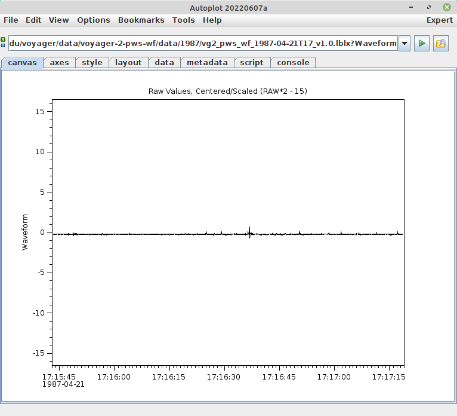 Autoplot 20220607a
File Edit View Options Bookmarks Tools Help Expert
du/voyager/data/voyager-2-pws-wf/data/1987/vg2_pws_wf_1987-04-21T17_v1.0.lblx?Waveform
canvas axes style layout data metadata script console
Raw Values, Centered/Scaled (RAW*2 - 15)
15
10
5
0
-5
-10
-15
Waveform
17:15:45 17:16:00 17:16:15 17:16:30 17:16:45 17:17:00 17:17:15
1987-04-21